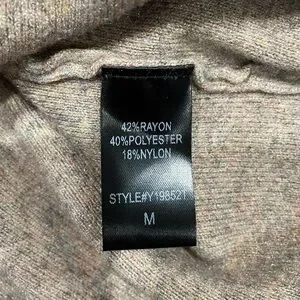 42%RAYON
40%POLYESTER
18%NYLON
STYLE#Y198521
M